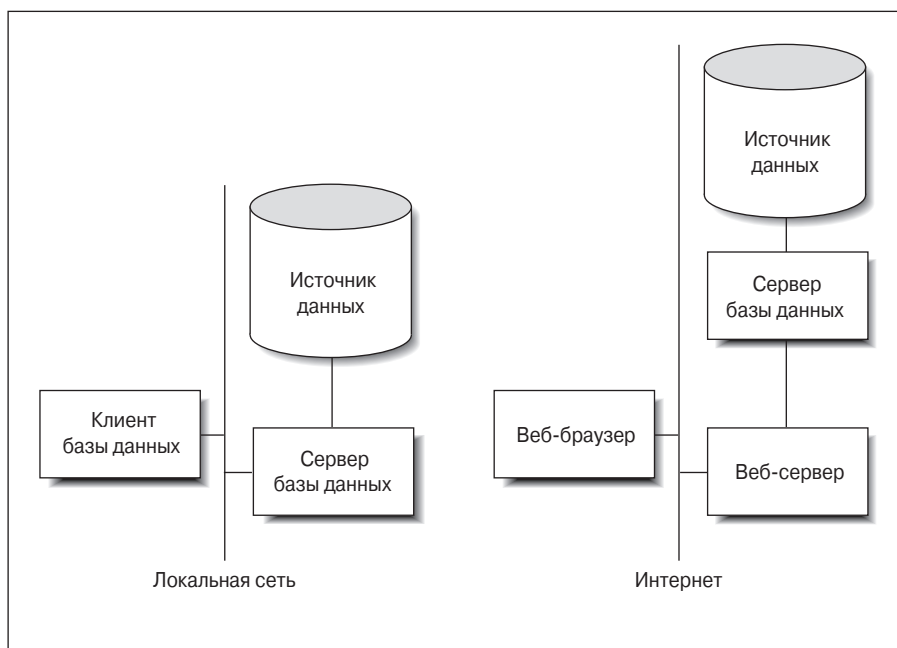 Источник
данных
Клиент
базы данных
Сервер
базы данных
Локальная сеть
Источник
данных
Сервер
базы данных
Веб-браузер
Веб-сервер
Интернет